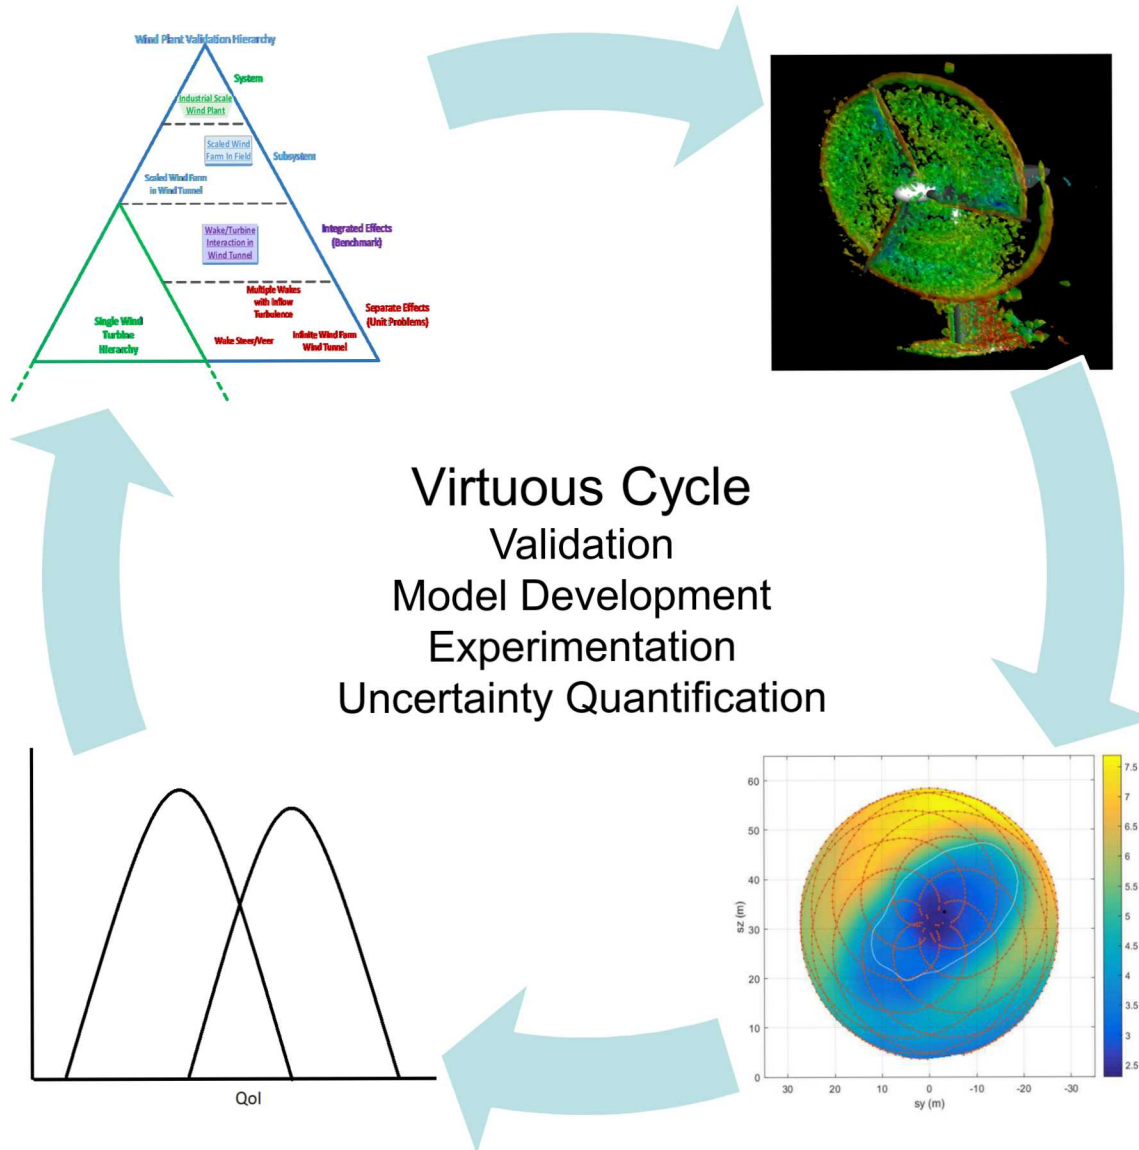 Wind Plant Validation Hierarchy
System
Industrial Scale
Wind Plant
Scaled Wind
Farm In Field
Subsystem
Scaled Wind Farm
in Wind Tunnel
Wake/Turbine
Interaction in
Wind Tunnel
Integrated Effects
(Benchmark)
Multiple Wakes
with Inflow
Turbulence
Separate Effects
(Unit Problems)
Single Wind
Turbine
Hierarchy
Wake Steer/Veer
Infinite Wind Farm
Wind Tunnel
Virtuous Cycle
Validation
Model Development
Experimentation
Uncertainty Quantification
QoI
60
50
40
30
20
10
0
sz (m)
30
20
10
0
-10
-20
-30
sy (m)
7.5
7
6.5
6
5.5
5
4.5
4
3.5
3
2.5